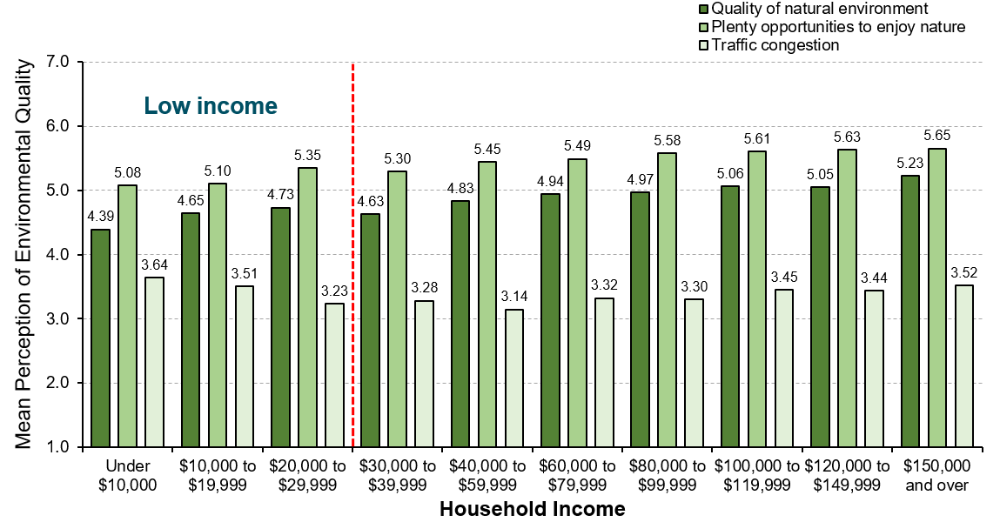 Quality of natural environment
Plenty opportunities to enjoy nature
Traffic congestion
Mean Perception of Environmental Quality
7.0
6.0
5.0
4.0
3.0
2.0
1.0
Low income
4.39
5.08
3.64
4.65
5.10
3.51
4.73
5.35
3.23
4.63
5.30
3.28
4.83
5.45
3.14
4.94
5.49
3.32
4.97
5.58
3.30
5.06
5.61
3.45
5.05
5.63
3.44
5.23
5.65
3.52
Under
$10,000
$10,000 to
$19,999
$20,000 to
$29,999
$30,000 to
$39,999
$40,000 to
$59,999
$60,000 to
$79,999
$80,000 to
$99,999
$100,000 to
$119,999
$120,000 to
$149,999
$150,000
and over
Household Income